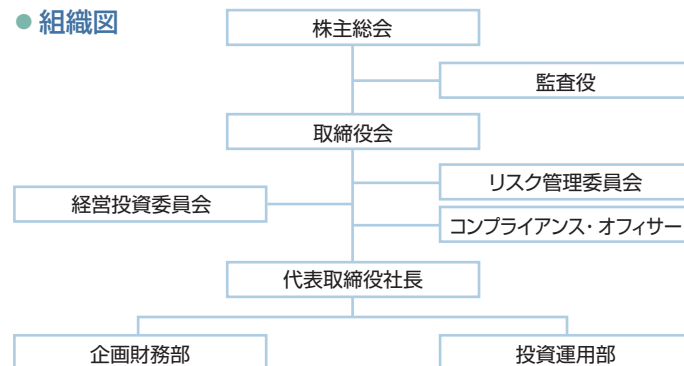 ● 組織図
株主総会
監査役
取締役会
リスク管理委員会
経営投資委員会
コンプライアンス・オフィサー
代表取締役社長
企画財務部
投資運用部